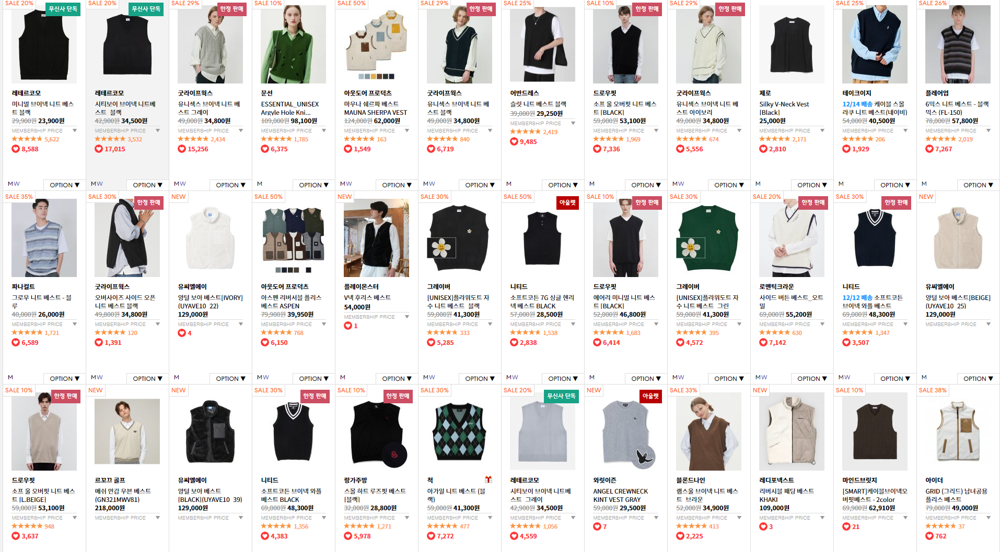 SALE 20%
무신사 단독
레테르코모
미니멀 브이넥 니트 베스
트 블랙
29,900원 23,900원
MEMBERSHIP PRICE ▼
★★★★★ 5,622
8,588
MW
OPTION ▼
SALE 20%
무신사 단독
레테르코모
시티보이 브이넥 니트베
스트_블랙
42,900원 34,500원
MEMBERSHIP PRICE ▼
★★★★★ 3,532
17,015
MW
OPTION ▼
SALE 29%
한정 판매
굿라이프웍스
유니섹스 브이넥 니트 베
스트 그레이
49,000원 34,800원
MEMBERSHIP PRICE ▼
★★★★★ 2,434
15,256
MW
OPTION ▼
SALE 10%
문선
ESSENTIAL_UNISEX
Argyle Hole Kni...
109,000원 98,100원
MEMBERSHIP PRICE ▼
★★★★★ 1,785
6,375
M
OPTION ▼
SALE 50%
아웃도어 프로덕츠
마우나 쉐르파 베스트
MAUNA SHERPA VEST
124,000원 62,000원
MEMBERSHIP PRICE ▼
★★★★★ 163
1,549
MW
OPTION ▼
SALE 29%
한정 판매
굿라이프웍스
유니섹스 브이넥 니트 베
스트 블랙
49,000원 34,800원
MEMBERSHIP PRICE ▼
★★★★★ 840
6,719
MW
OPTION ▼
SALE 25%
어반드레스
슬릿 니트 베스트 블랙
39,000원 29,250원
MEMBERSHIP PRICE ▼
★★★★★ 2,419
9,485
M
OPTION ▼
SALE 10%
한정 판매
드로우핏
소프 울 오버핏 니트 베스
트 [BLACK]
59,000원 53,100원
MEMBERSHIP PRICE ▼
★★★★★ 1,969
7,336
M
OPTION ▼
SALE 29%
한정 판매
굿라이프웍스
유니섹스 브이넥 니트 베
스트 아이보리
49,000원 34,800원
MEMBERSHIP PRICE ▼
★★★★★ 674
5,556
MW
OPTION ▼
제로
Silky V-Neck Vest
[Black]
25,000원
MEMBERSHIP PRICE ▼
★★★★★ 2,171
2,810
M
OPTION ▼
SALE 25%
테이크이지
12/14 배송 케이블 스몰
라쿠 니트 베스트(네이비)
54,000원 40,500원
MEMBERSHIP PRICE ▼
★★★★★ 206
1,929
M
OPTION ▼
SALE 26%
플레어업
6믹스 니트 베스트 - 블랙
믹스 (FL-150)
78,000원 57,800원
MEMBERSHIP PRICE ▼
★★★★★ 2,019
7,267
M
OPTION ▼
SALE 35%
파나컬트
그로우 니트 베스트 - 블
루
40,000원 26,000원
MEMBERSHIP PRICE ▼
★★★★★ 1,721
6,589
M
OPTION ▼
SALE 30%
한정 판매
굿라이프웍스
오버사이즈 사이드 오픈
니트 베스트 블랙
49,800원 34,800원
MEMBERSHIP PRICE ▼
★★★★★ 120
1,391
MW
OPTION ▼
NEW
유씨엘에이
양털 보아 베스트[IVORY]
(UYAVE10_22)
129,000원
MEMBERSHIP PRICE ▼
4
M
OPTION ▼
SALE 50%
아웃도어 프로덕츠
아스펜 리버서블 플리스
베스트 ASPEN
79,900원 39,950원
MEMBERSHIP PRICE ▼
★★★★★ 768
6,150
MW
OPTION ▼
NEW
플레이몬스터
V넥 후리스 베스트
54,000원
MEMBERSHIP PRICE ▼
1
M
OPTION ▼
SALE 30%
그레이버
[UNISEX]플라워도트 자
수 니트 베스트_블랙
59,000원 41,300원
MEMBERSHIP PRICE ▼
★★★★★ 333
5,285
MW
OPTION ▼
SALE 50%
아울렛
니티드
소프트코튼 7G 싱글 헨리
넥 베스트 BLACK
57,000원 28,500원
MEMBERSHIP PRICE ▼
★★★★★ 1,538
2,838
MW
OPTION ▼
SALE 10%
한정 판매
드로우핏
에어리 미니멀 니트 베스
트 [BLACK]
52,000원 46,800원
MEMBERSHIP PRICE ▼
★★★★★ 1,683
6,414
M
OPTION ▼
SALE 30%
그레이버
[UNISEX]플라워도트 자
수 니트 베스트_그린
59,000원 41,300원
MEMBERSHIP PRICE ▼
★★★★★ 395
4,572
MW
OPTION ▼
SALE 20%
한정 판매
로맨틱크라운
사이드 버튼 베스트_오트
밀
69,000원 55,200원
MEMBERSHIP PRICE ▼
★★★★★ 630
7,142
MW
OPTION ▼
SALE 30%
한정 판매
니티드
12/12 배송 소프트코튼
브이넥 와플 베스트
69,000원 48,300원
MEMBERSHIP PRICE ▼
★★★★★ 1,347
3,507
MW
OPTION ▼
NEW
유씨엘에이
양털 보아 베스트[BEIGE]
(UYAVE10_25)
129,000원
MEMBERSHIP PRICE ▼
M
OPTION ▼
SALE 10%
한정 판매
드로우핏
소프 울 오버핏 니트 베스
트 [L.BEIGE]
59,000원 53,100원
MEMBERSHIP PRICE ▼
★★★★★ 948
3,637
NEW
르꼬끄 골프
메쉬 안감 우븐 베스트
(GN321MWV81)
218,000원
MEMBERSHIP PRICE ▼
NEW
유씨엘에이
양털 보아 베스트
[BLACK](UYAVE10_39)
129,000원
MEMBERSHIP PRICE ▼
SALE 30%
한정 판매
니티드
소프트코튼 브이넥 와플
베스트 BLACK
69,000원 48,300원
MEMBERSHIP PRICE ▼
★★★★★ 1,356
4,383
SALE 10%
한정 판매
랑가주망
스몰 하트 루즈핏 베스트
[블랙]
32,000원 28,800원
MEMBERSHIP PRICE ▼
★★★★★ 1,271
5,978
SALE 30%
척
아가일 니트 베스트 (블
랙)
59,000원 41,300원
MEMBERSHIP PRICE ▼
★★★★★ 477
7,272
SALE 20%
무신사 단독
레테르코모
시티보이 브이넥 니트베
스트_그레이
42,900원 34,500원
MEMBERSHIP PRICE ▼
★★★★★ 1,056
4,559
NEW
아울렛
와릿이즌
ANGEL CREWNECK
KINT VEST GRAY
59,000원 29,500원
MEMBERSHIP PRICE ▼
7
SALE 33%
블론드나인
램스울 브이넥 니트 베스
트_브라운
52,000원 34,900원
MEMBERSHIP PRICE ▼
★★★★★ 413
2,225
NEW
레디포넥스트
리버시블 패딩 베스트
KHAKI
109,000원
MEMBERSHIP PRICE ▼
3
SALE 10%
마인드브릿지
[SMART]케이블브이넥오
버핏베스트 - 2color
69,900원 62,910원
MEMBERSHIP PRICE ▼
21
SALE 38%
아이더
GRID (그리드) 남녀공용
플리스 베스트
79,000원 49,000원
MEMBERSHIP PRICE ▼
★★★★★ 37
762